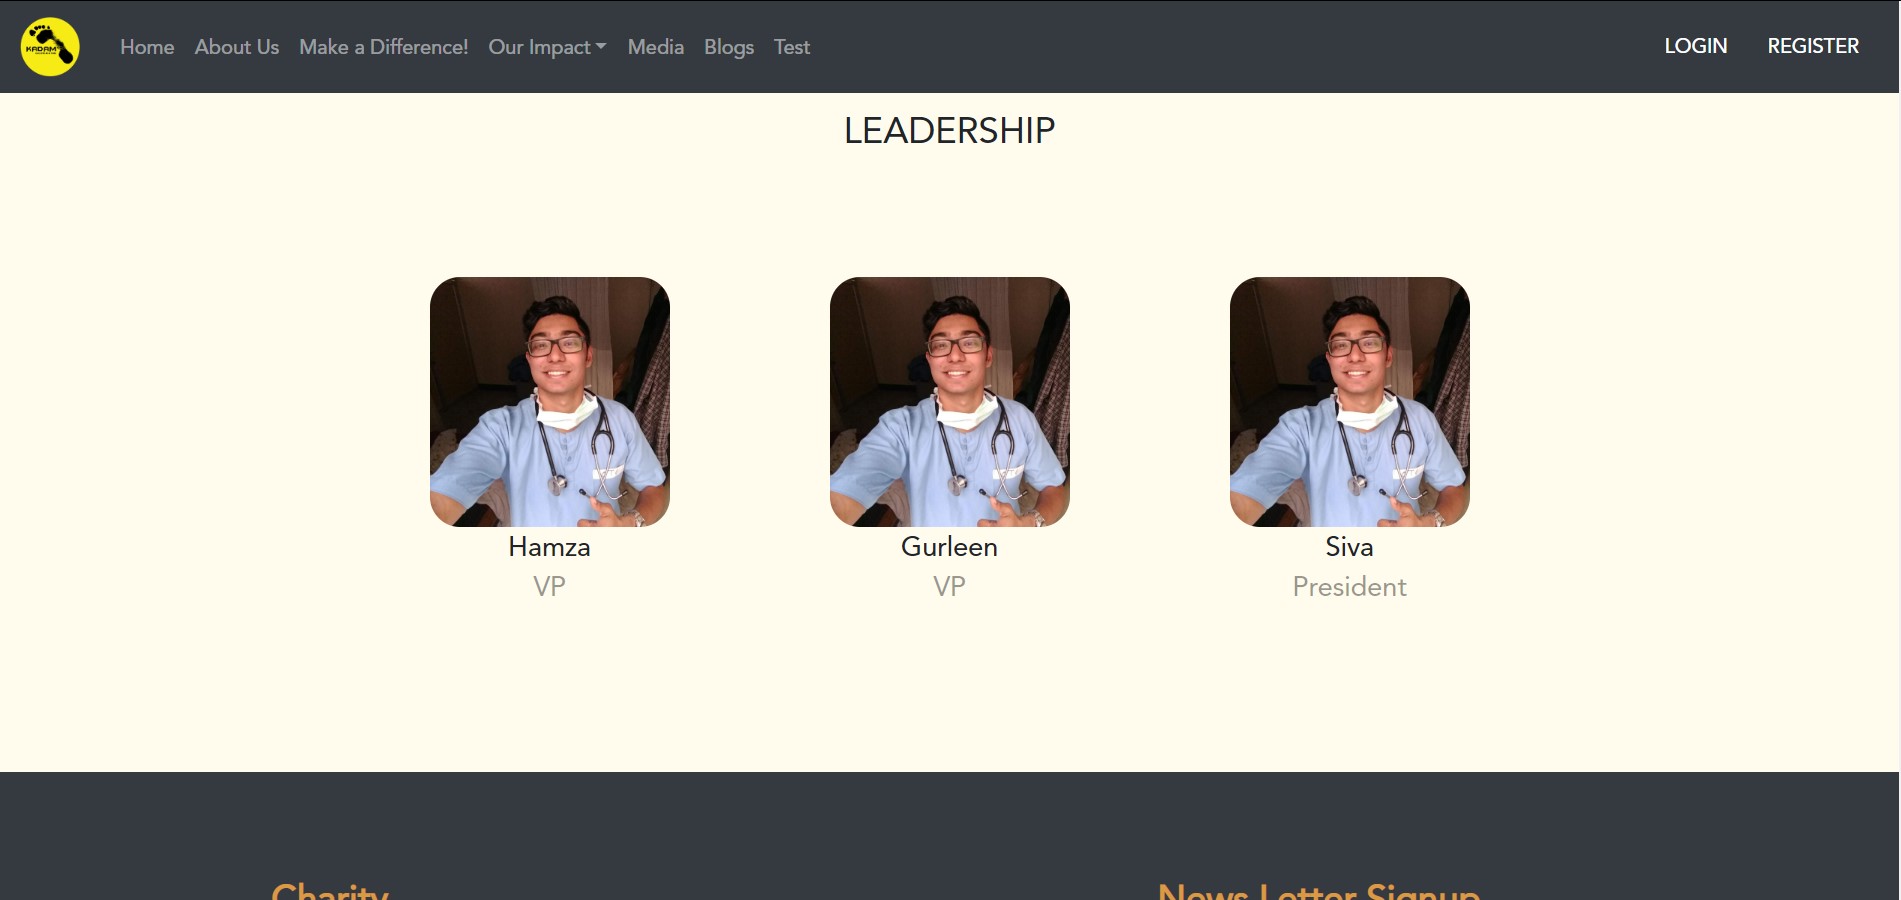 KADAM
Home About Us Make a Difference! Our Impact Media Blogs Test LOGIN REGISTER
LEADERSHIP
Hamza Gurleen Siva
VP VP President
Charity News Letter Signup